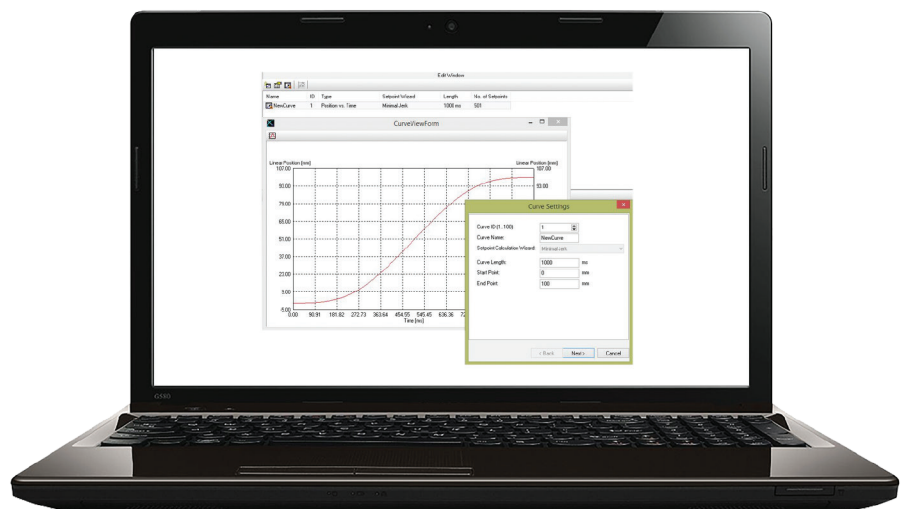 Edit Window
Name ID Type Setpoint Wizard Length No. of Setpoints
NewCurve 1 Position vs. Time Minimal Jerk 1000 ms 501
CurveViewForm
Linear Position [mm] Linear Position [mm]
107.00 107.00
93.00 93.00
79.00
65.00
51.00
37.00
23.00
9.00
-5.00
0.00 90.91 181.82 272.73 363.64 454.55 545.45 636.36
Time [ms]
Curve Settings
Curve ID (1..100): 1
Curve Name: NewCurve
Setpoint Calculation Wizard: Minimal Jerk
Curve Length: 1000 ms
Start Point: 0 mm
End Point: 100 mm
< Back Next > Cancel
G580